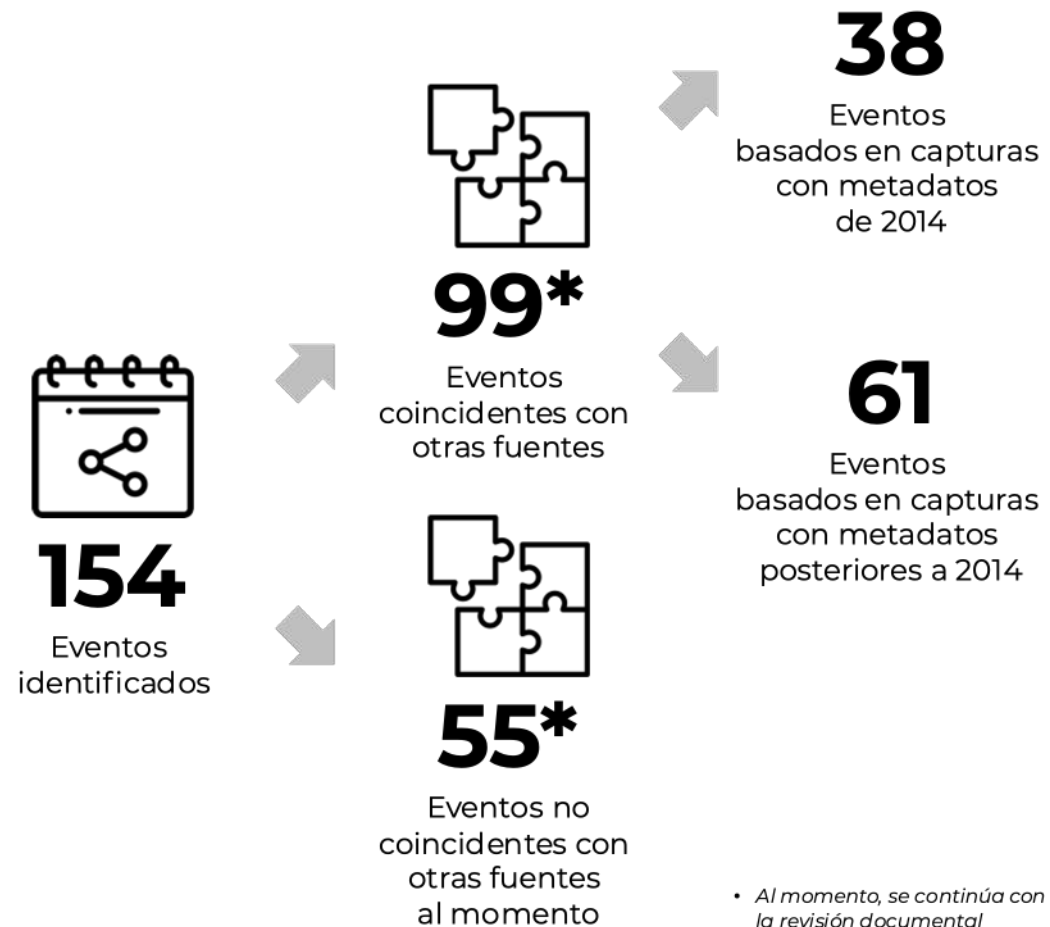 154
Eventos
identificados
99*
Eventos
coincidentes con
otras fuentes
55*
Eventos no
coincidentes con
otras fuentes
al momento
38
Eventos
basados en capturas
con metadatos
de 2014
61
Eventos
basados en capturas
con metadatos
posteriores a 2014
• Al momento, se continúa con
la revisión documental